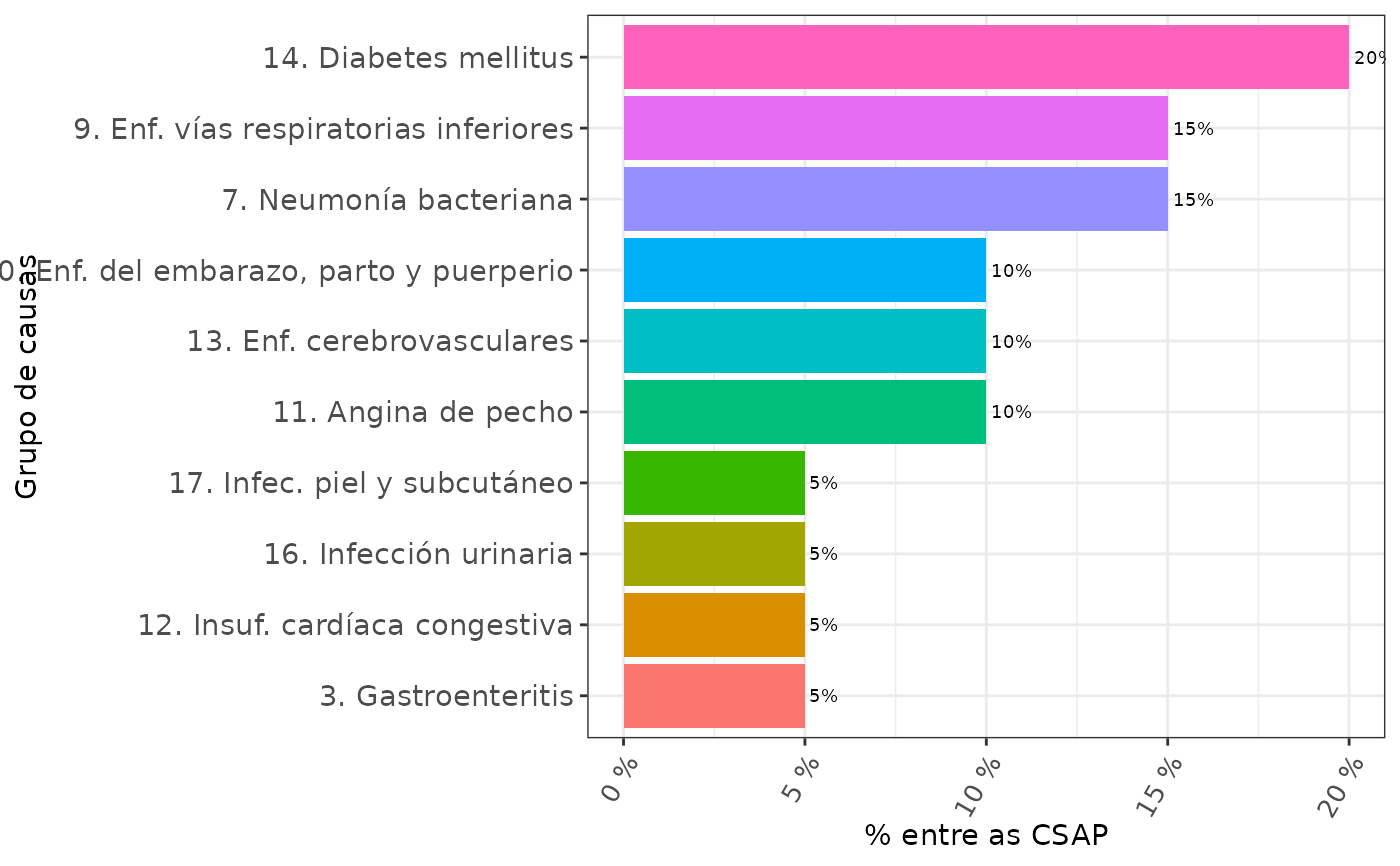 14. Diabetes mellitus
20%
9. Enf. vías respiratorias inferiores
15%
7. Neumonía bacteriana
15%
0. Enf. del embarazo, parto y puerperio
10%
13. Enf. cerebrovasculares
10%
11. Angina de pecho
10%
17. Infec. piel y subcutáneo
5%
16. Infección urinaria
5%
12. Insuf. cardíaca congestiva
5%
3. Gastroenteritis
5%
Grupo de causas
0 %
5 %
10 %
15 %
20 %
% entre as CSAP